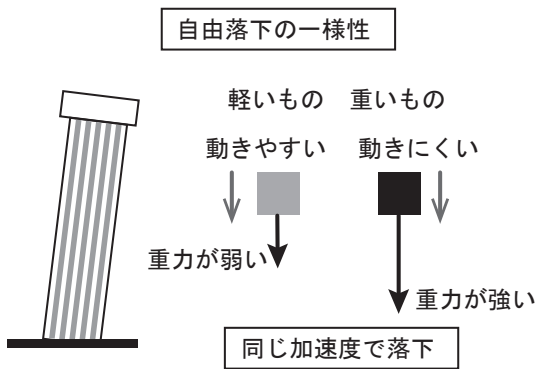 自由落下の一様性
軽いもの 重いもの
動きやすい 動きにくい
重力が弱い
重力が強い
同じ加速度で落下